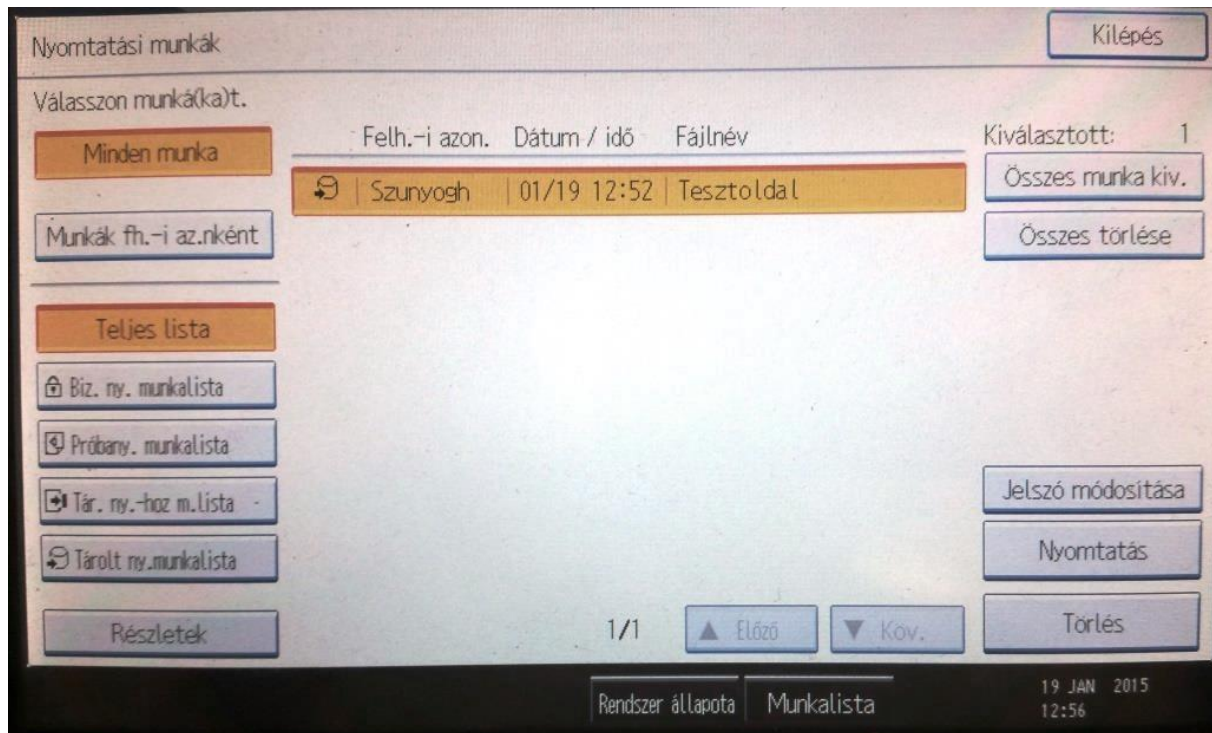 Nyomtatási munkák
Kilépés
Válasszon munká(ka)t.
Minden munka
Felh.-i azon. Dátum / idő Fájlnév
Kiválasztott: 1
Szunyogh 01/19 12:52 Tesztoldal
Összes munka kiv.
Munkák fh.-i az.nként
Összes törlése
Teljes lista
Biz. ny. munkalista
Próbany. munkalista
Tár. ny.-hoz m.lista
Jelszó módosítása
Tárolt ny.munkalista
Nyomtatás
Részletek
1/1
▲ Előző
▼ Köv.
Törlés
Rendszer állapota
Munkalista
19 JAN 2015
12:56